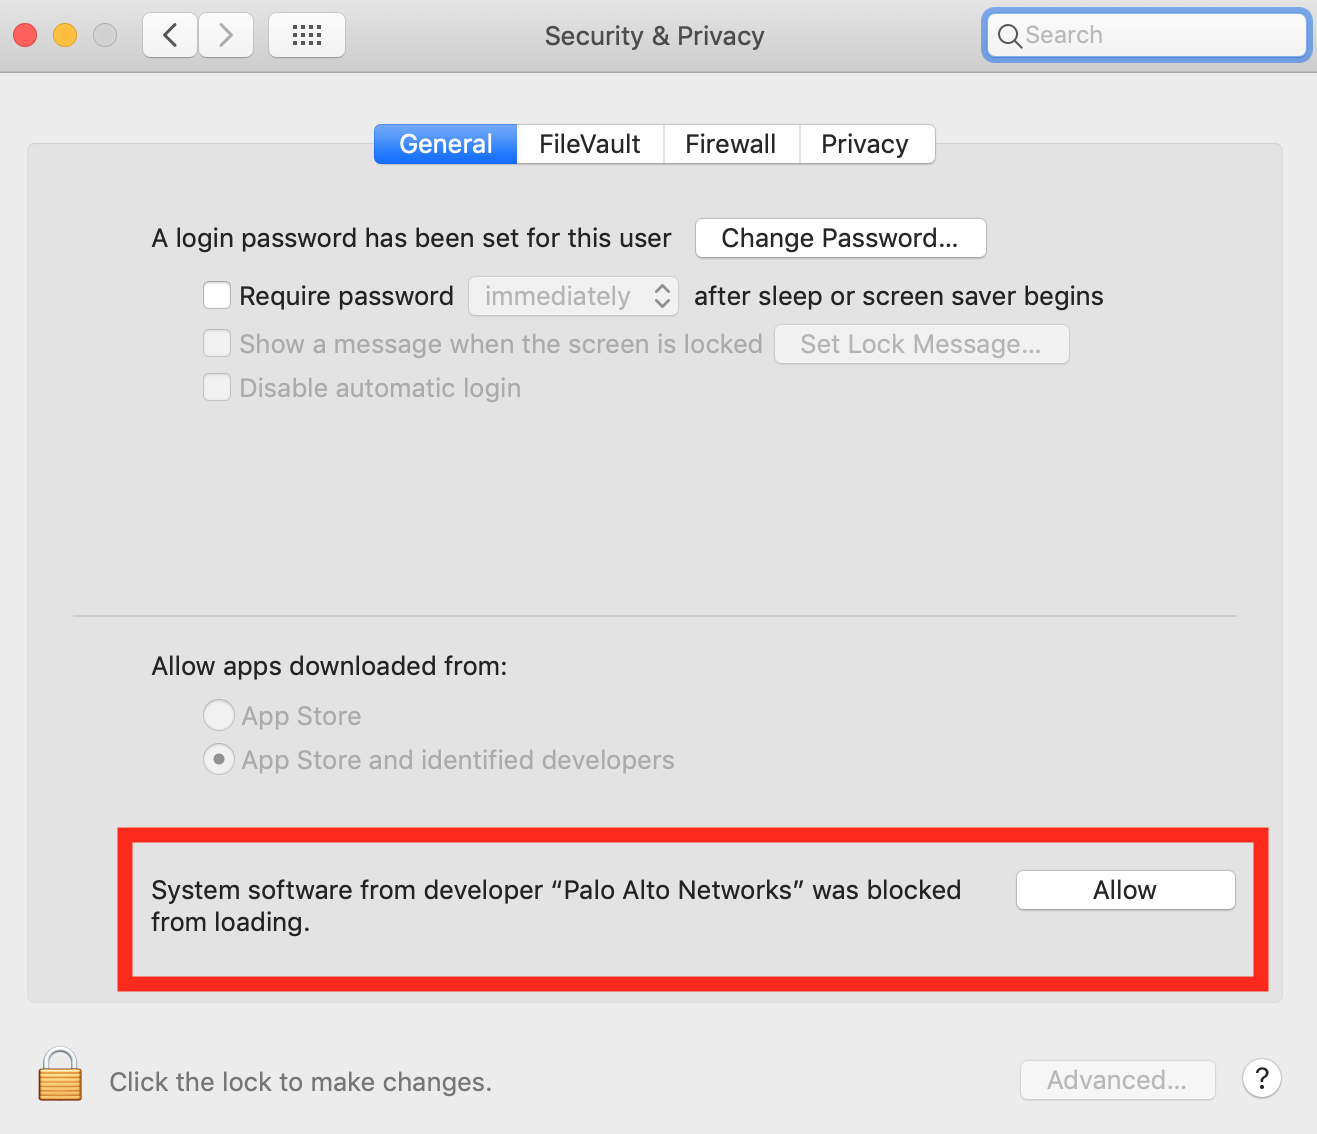 Security & Privacy
Search
General
FileVault
Firewall
Privacy
A login password has been set for this user
Change Password...
Require password
immediately
after sleep or screen saver begins
Show a message when the screen is locked
Set Lock Message...
Disable automatic login
Allow apps downloaded from:
App Store
App Store and identified developers
System software from developer “Palo Alto Networks” was blocked
from loading.
Allow
Click the lock to make changes.
Advanced...
?